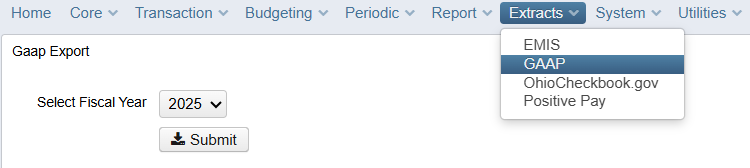 Home Core Transaction Budgeting Periodic Report Extracts System Utilities
EMIS
Gaap Export
GAAP
OhioCheckbook.gov
Select Fiscal Year 2025
Positive Pay
Submit